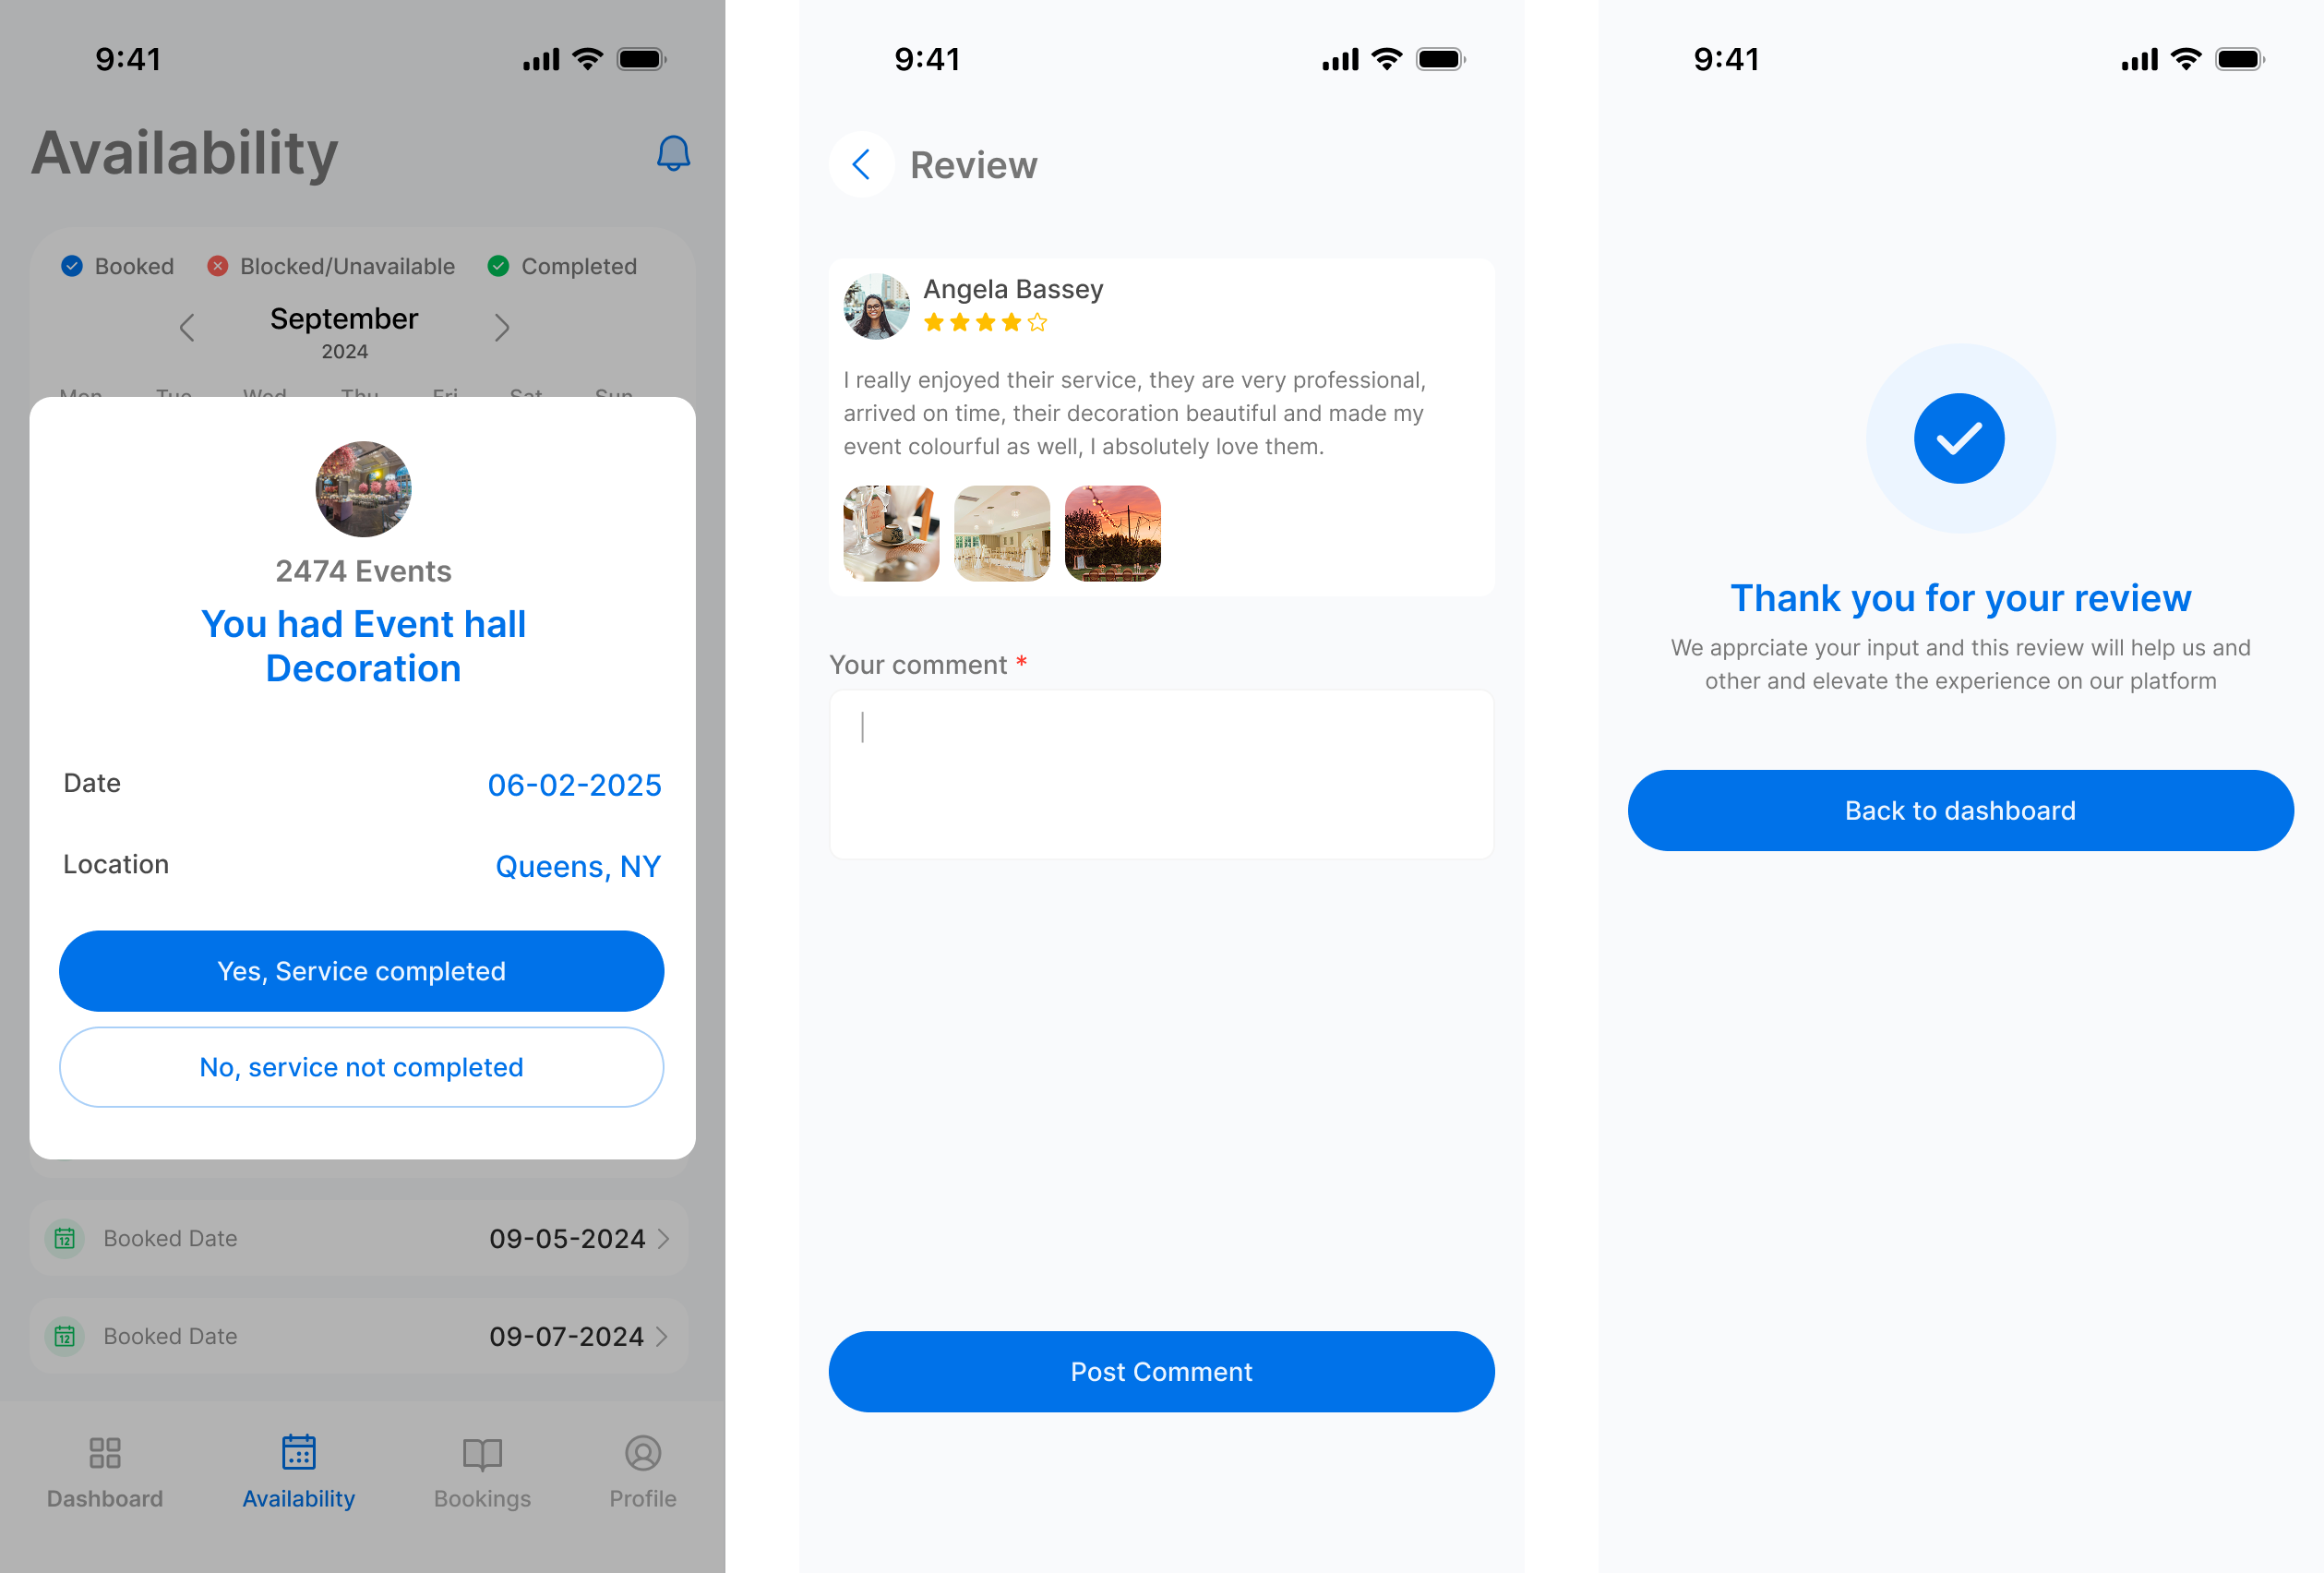 9:41
Availability
Booked
Blocked/Unavailable
Completed
September
2024
Mon Tue Wed Thu Fri Sat Sun
2474 Events
You had Event hall
Decoration
Date
06-02-2025
Location
Queens, NY
Yes, Service completed
No, service not completed
12
Booked Date
09-05-2024
12
Booked Date
09-07-2024
Dashboard
Availability
Bookings
Profile
9:41
Review
Angela Bassey
I really enjoyed their service, they are very professional,
arrived on time, their decoration beautiful and made my
event colourful as well, I absolutely love them.
Your comment *
Post Comment
9:41
Thank you for your review
We apprciate your input and this review will help us and
other and elevate the experience on our platform
Back to dashboard